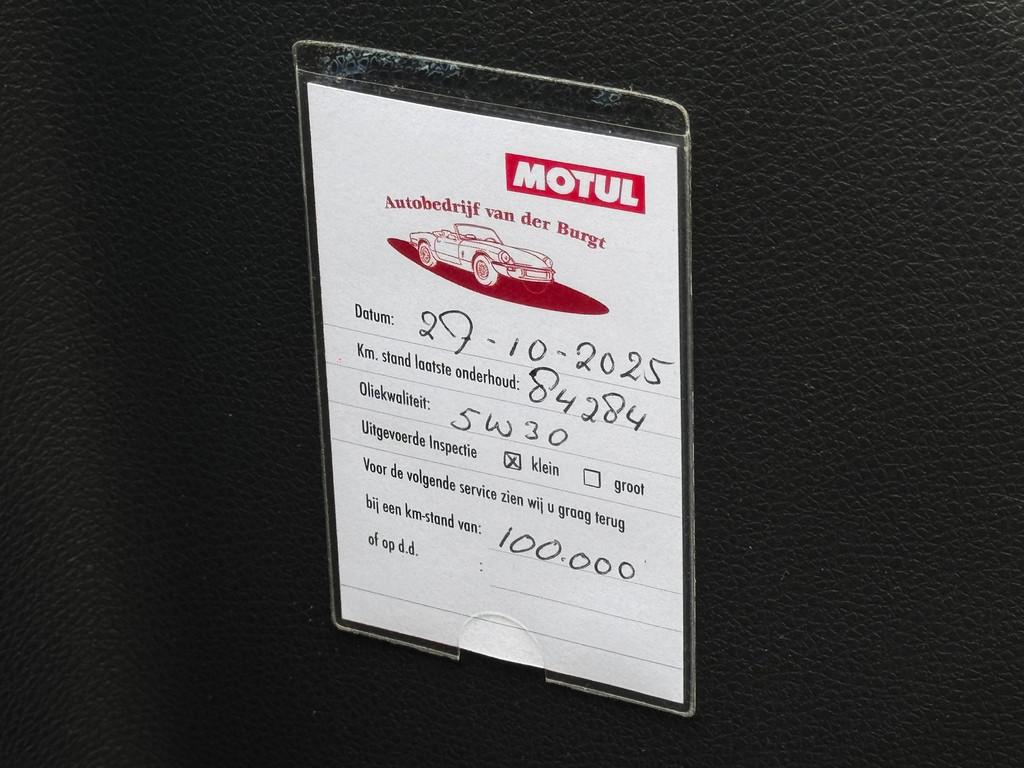 MOTUL
Autobedrijf van der Burgt
Datum: 27-10-2025
Km. stand laatste onderhoud: 84284
Oliekwaliteit: 5W30
Uitgevoerde Inspectie ☒ klein ☐ groot
Voor de volgende service zien wij u graag terug
bij een km-stand van: 100.000
of op d.d. :